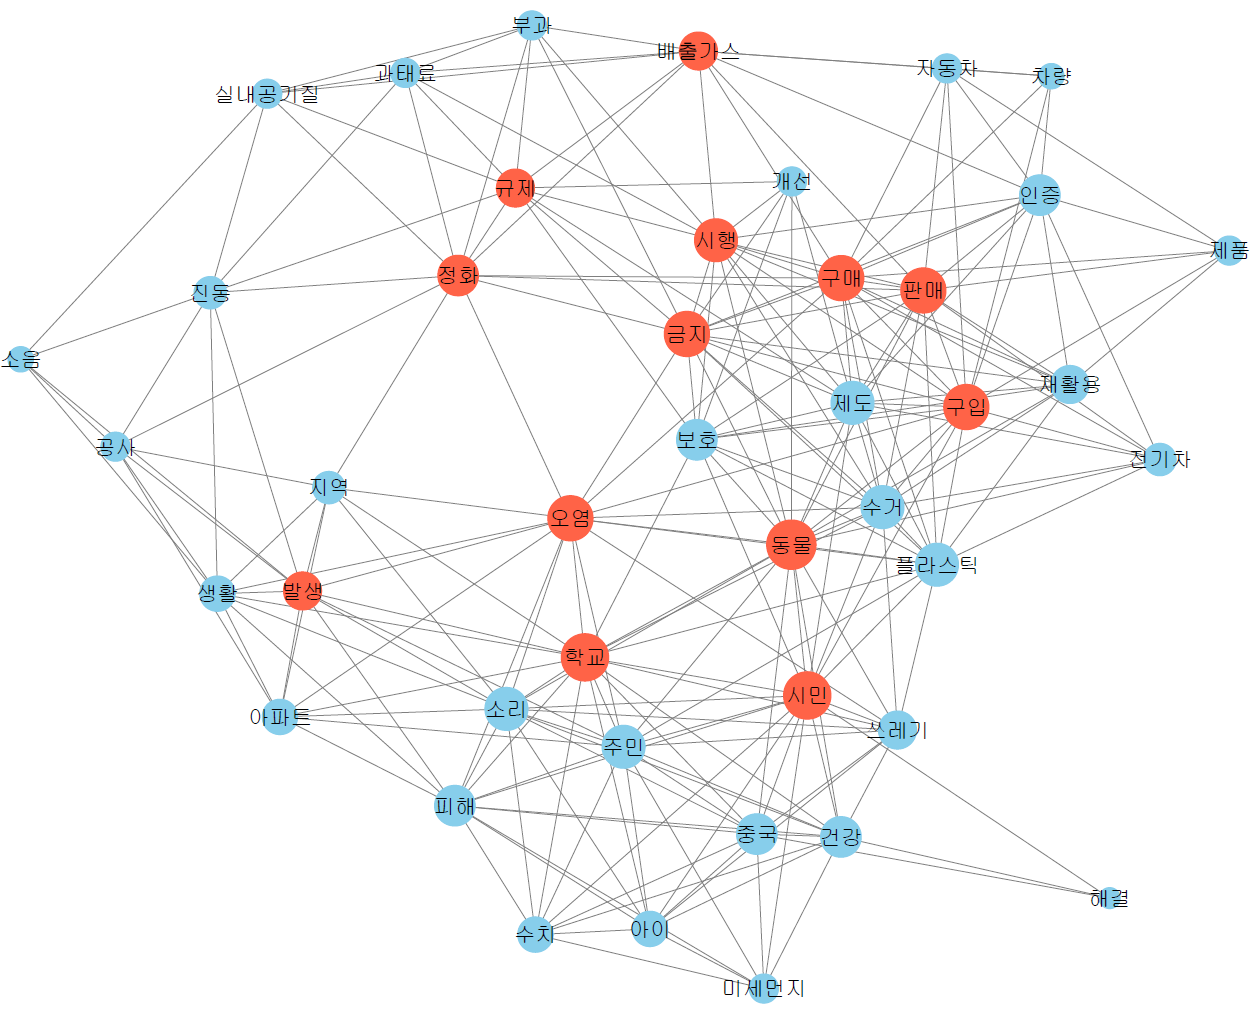 부과
배출가스
과태료
자동차
차량
실내공기질
개선
규제
인증
시행
제품
정화
구매
판매
진동
금지
소음
재활용
제도
구입
보호
공사
전기차
지역
수거
오염
동물
플라스틱
생활
발생
학교
시민
소리
아파트
쓰레기
주민
피해
중국
건강
해결
수치
아이
미세먼지